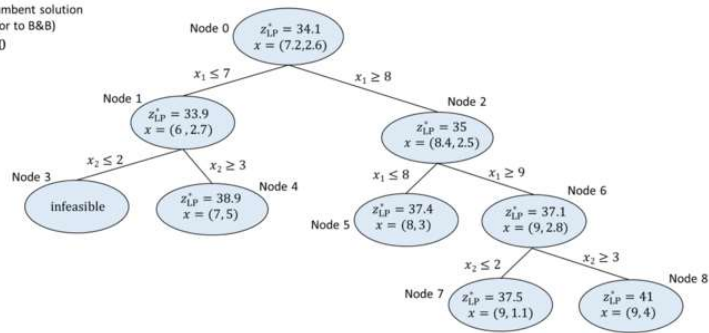 solution
or to B&B)
Node 0
z*LP = 34.1
x = (7.2,2.6)
x₁ ≤ 7
x₁ ≥ 8
Node 1
z*LP = 33.9
x = (6 ,2.7)
Node 2
z*LP = 35
x = (8.4,2.5)
x₂ ≤ 2
x₂ ≥ 3
x₁ ≤ 8
x₁ ≥ 9
Node 3
infeasible
Node 4
z*LP = 38.9
x = (7, 5)
Node 5
z*LP = 37.4
x = (8,3)
Node 6
z*LP = 37.1
x = (9,2.8)
x₂ ≤ 2
x₂ ≥ 3
Node 7
z*LP = 37.5
x = (9,1.1)
Node 8
z*LP = 41
x = (9,4)